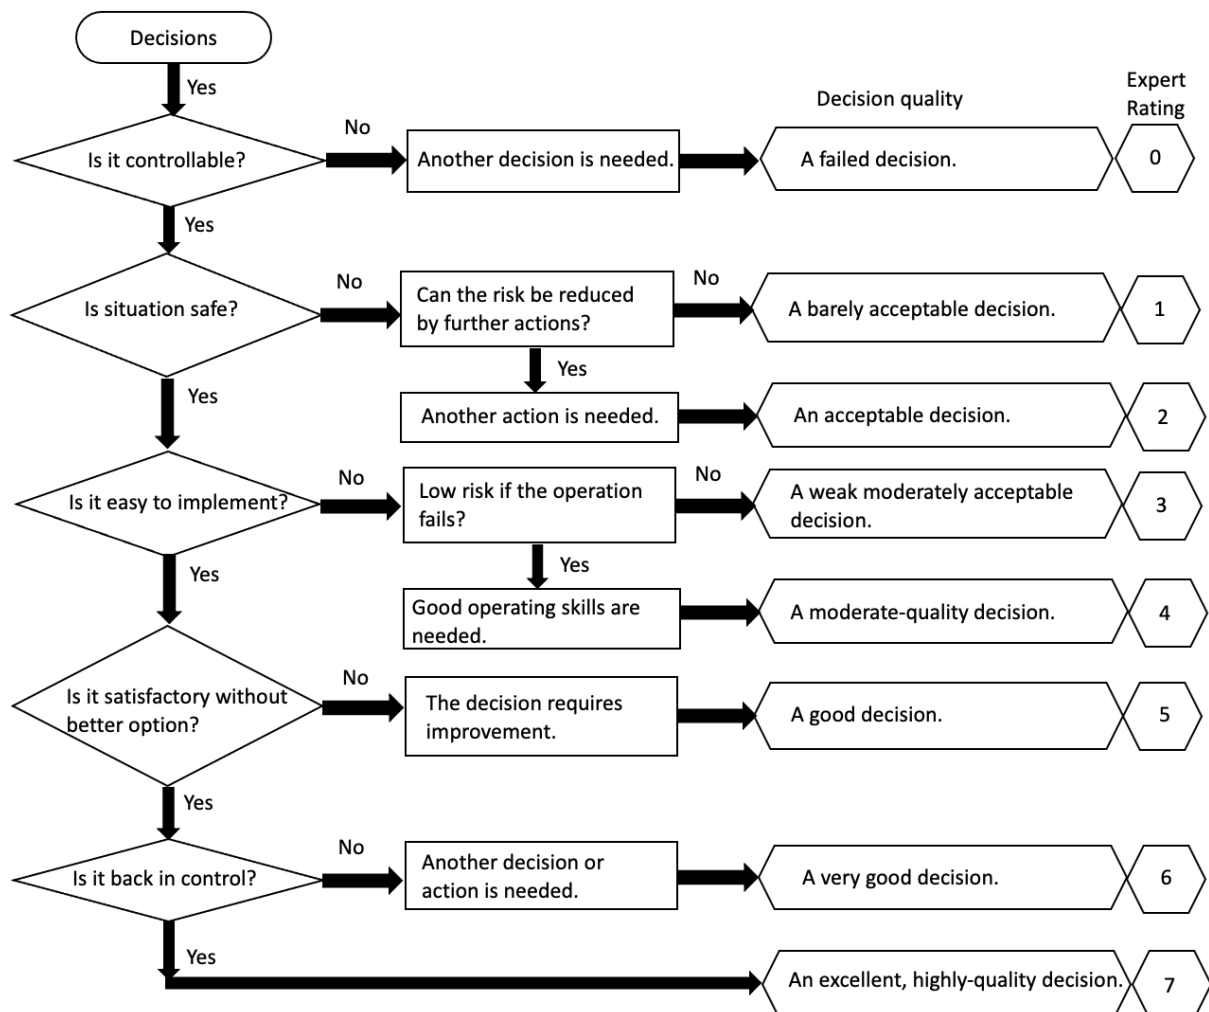 Decisions
Yes
Decision quality
Expert
Rating
Is it controllable?
No
Another decision is needed.
A failed decision.
0
Yes
Is situation safe?
No
Can the risk be reduced
by further actions?
No
A barely acceptable decision.
1
Yes
Another action is needed.
An acceptable decision.
2
Yes
Is it easy to implement?
No
Low risk if the operation
fails?
No
A weak moderately acceptable
decision.
3
Yes
Good operating skills are
needed.
A moderate-quality decision.
4
Yes
Is it satisfactory without
better option?
No
The decision requires
improvement.
A good decision.
5
Yes
Is it back in control?
No
Another decision or
action is needed.
A very good decision.
6
Yes
An excellent, highly-quality decision.
7